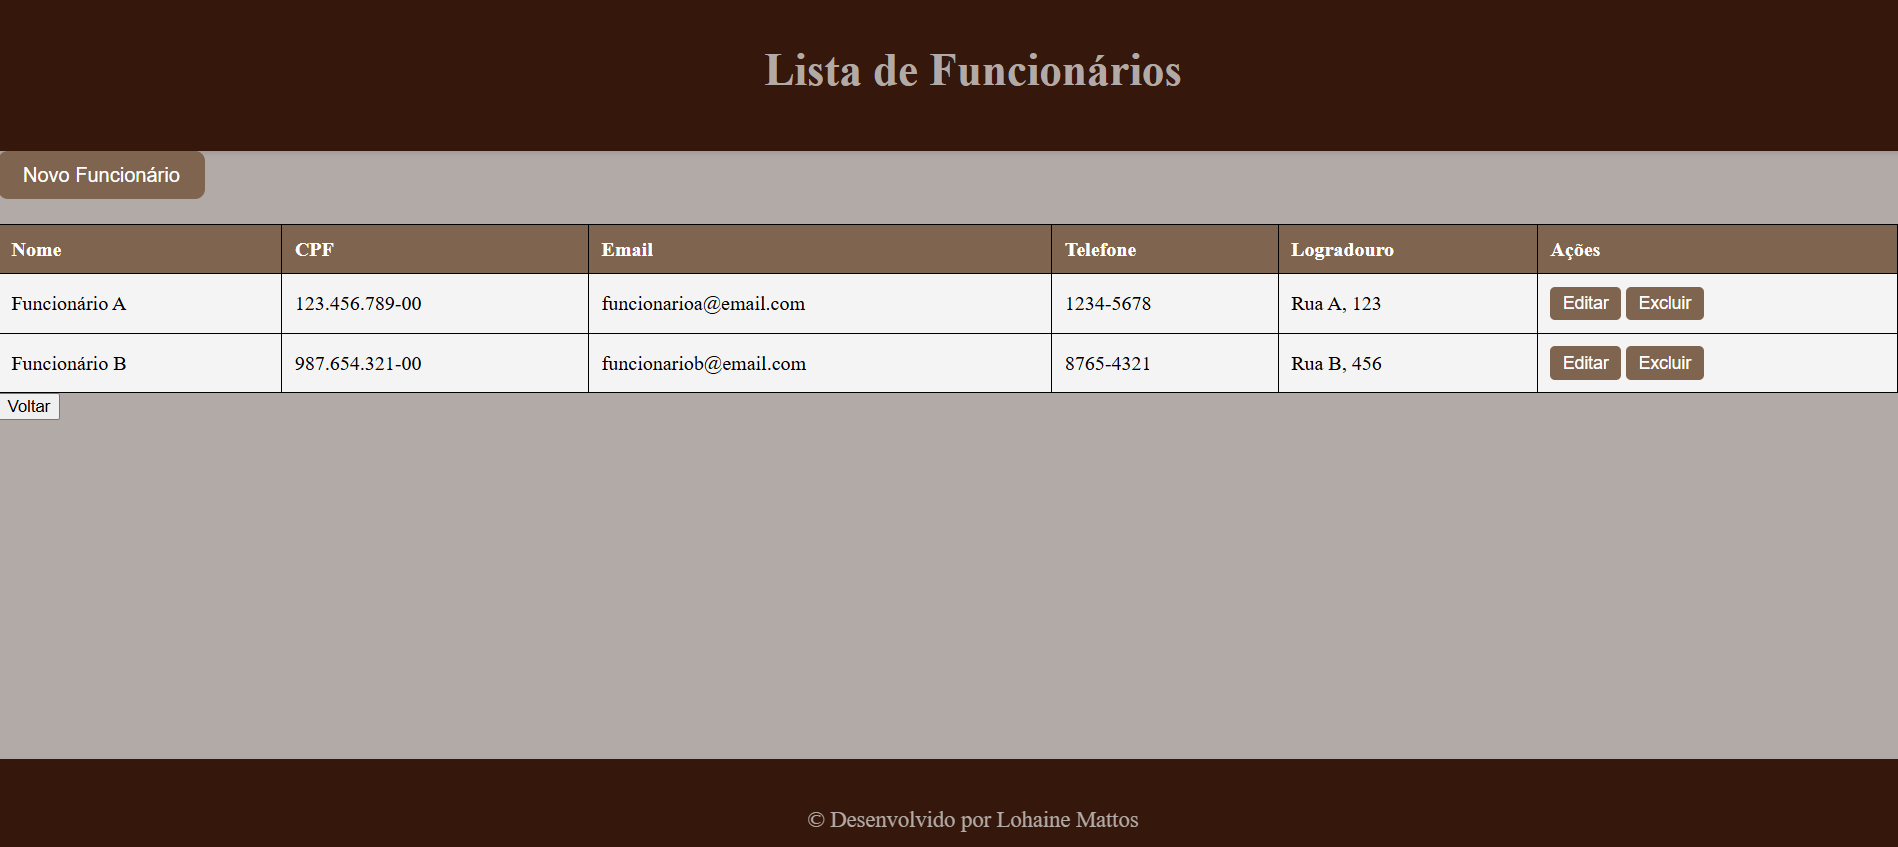 Lista de Funcionários
Novo Funcionário
Nome CPF Email Telefone Logradouro Ações
Funcionário A 123.456.789-00 funcionarioa@email.com 1234-5678 Rua A, 123 Editar Excluir
Funcionário B 987.654.321-00 funcionariob@email.com 8765-4321 Rua B, 456 Editar Excluir
Voltar
© Desenvolvido por Lohaine Mattos